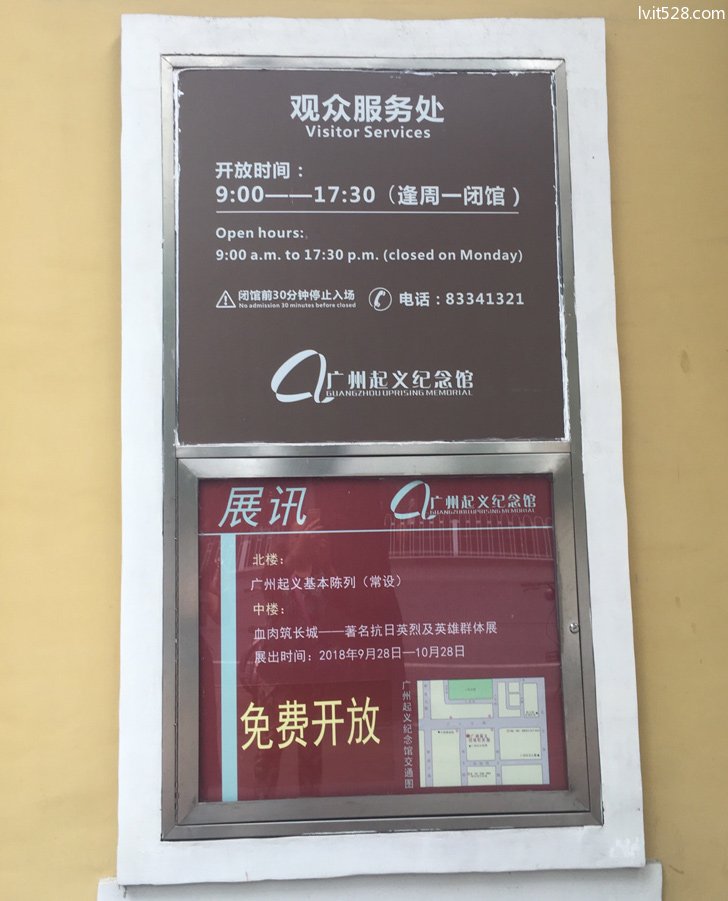 lv.it528.com
观众服务处
Visitor Services
开放时间：
9:00——17:30（逢周一闭馆）
Open hours:
9:00 a.m. to 17:30 p.m. (closed on Monday)
闭馆前30分钟停止入场
No admission 30 minutes before closed
电话：83341321
广州起义纪念馆
GUANGZHOU UPRISING MEMORIAL
展讯
广州起义纪念馆
GUANGZHOU UPRISING MEMORIAL
北楼：
广州起义基本陈列（常设）
中楼：
血肉筑长城——著名抗日英烈及英雄群体展
展出时间：2018年9月28日—10月28日
免费开放
广州起义纪念馆交通图